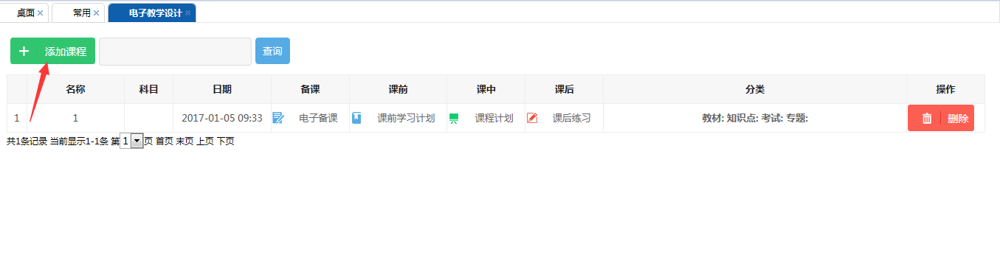 桌面 常用 电子教学设计
添加课程 查询
名称 科目 日期 备课 课前 课中 课后 分类 操作
1 1 2017-01-05 09:33 电子备课 课前学习计划 课程计划 课后练习 教材: 知识点: 考试: 专题: 删除
共1条记录 当前显示1-1条 第 1 页 首页 末页 上页 下页